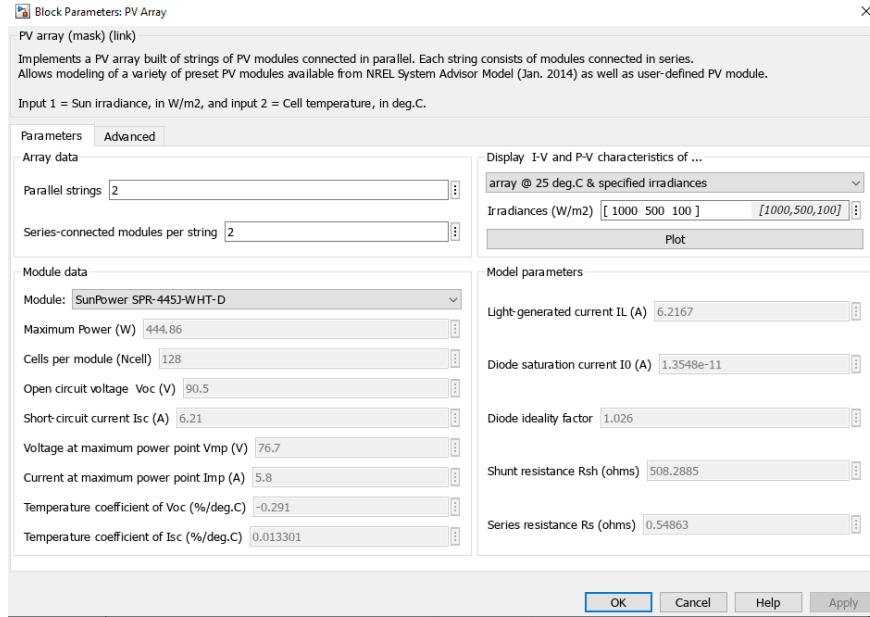 Block Parameters: PV Array
PV array (mask) (link)
Implements a PV array built of strings of PV modules connected in parallel. Each string consists of modules connected in series.
Allows modeling of a variety of preset PV modules available from NREL System Advisor Model (Jan. 2014) as well as user-defined PV module.
Input 1 = Sun irradiance, in W/m2, and input 2 = Cell temperature, in deg.C.
Parameters Advanced
Array data
Parallel strings 2
Series-connected modules per string 2
Display I-V and P-V characteristics of ...
array @ 25 deg.C & specified irradiances
Irradiances (W/m2) [ 1000 500 100 ] [1000,500,100]
Plot
Module data
Module: SunPower SPR-445J-WHT-D
Maximum Power (W) 444.86
Cells per module (Ncell) 128
Open circuit voltage Voc (V) 90.5
Short-circuit current Isc (A) 6.21
Voltage at maximum power point Vmp (V) 76.7
Current at maximum power point Imp (A) 5.8
Temperature coefficient of Voc (%/deg.C) -0.291
Temperature coefficient of Isc (%/deg.C) 0.013301
Model parameters
Light-generated current IL (A) 6.2167
Diode saturation current I0 (A) 1.3548e-11
Diode ideality factor 1.026
Shunt resistance Rsh (ohms) 508.2885
Series resistance Rs (ohms) 0.54863
OK Cancel Help Apply